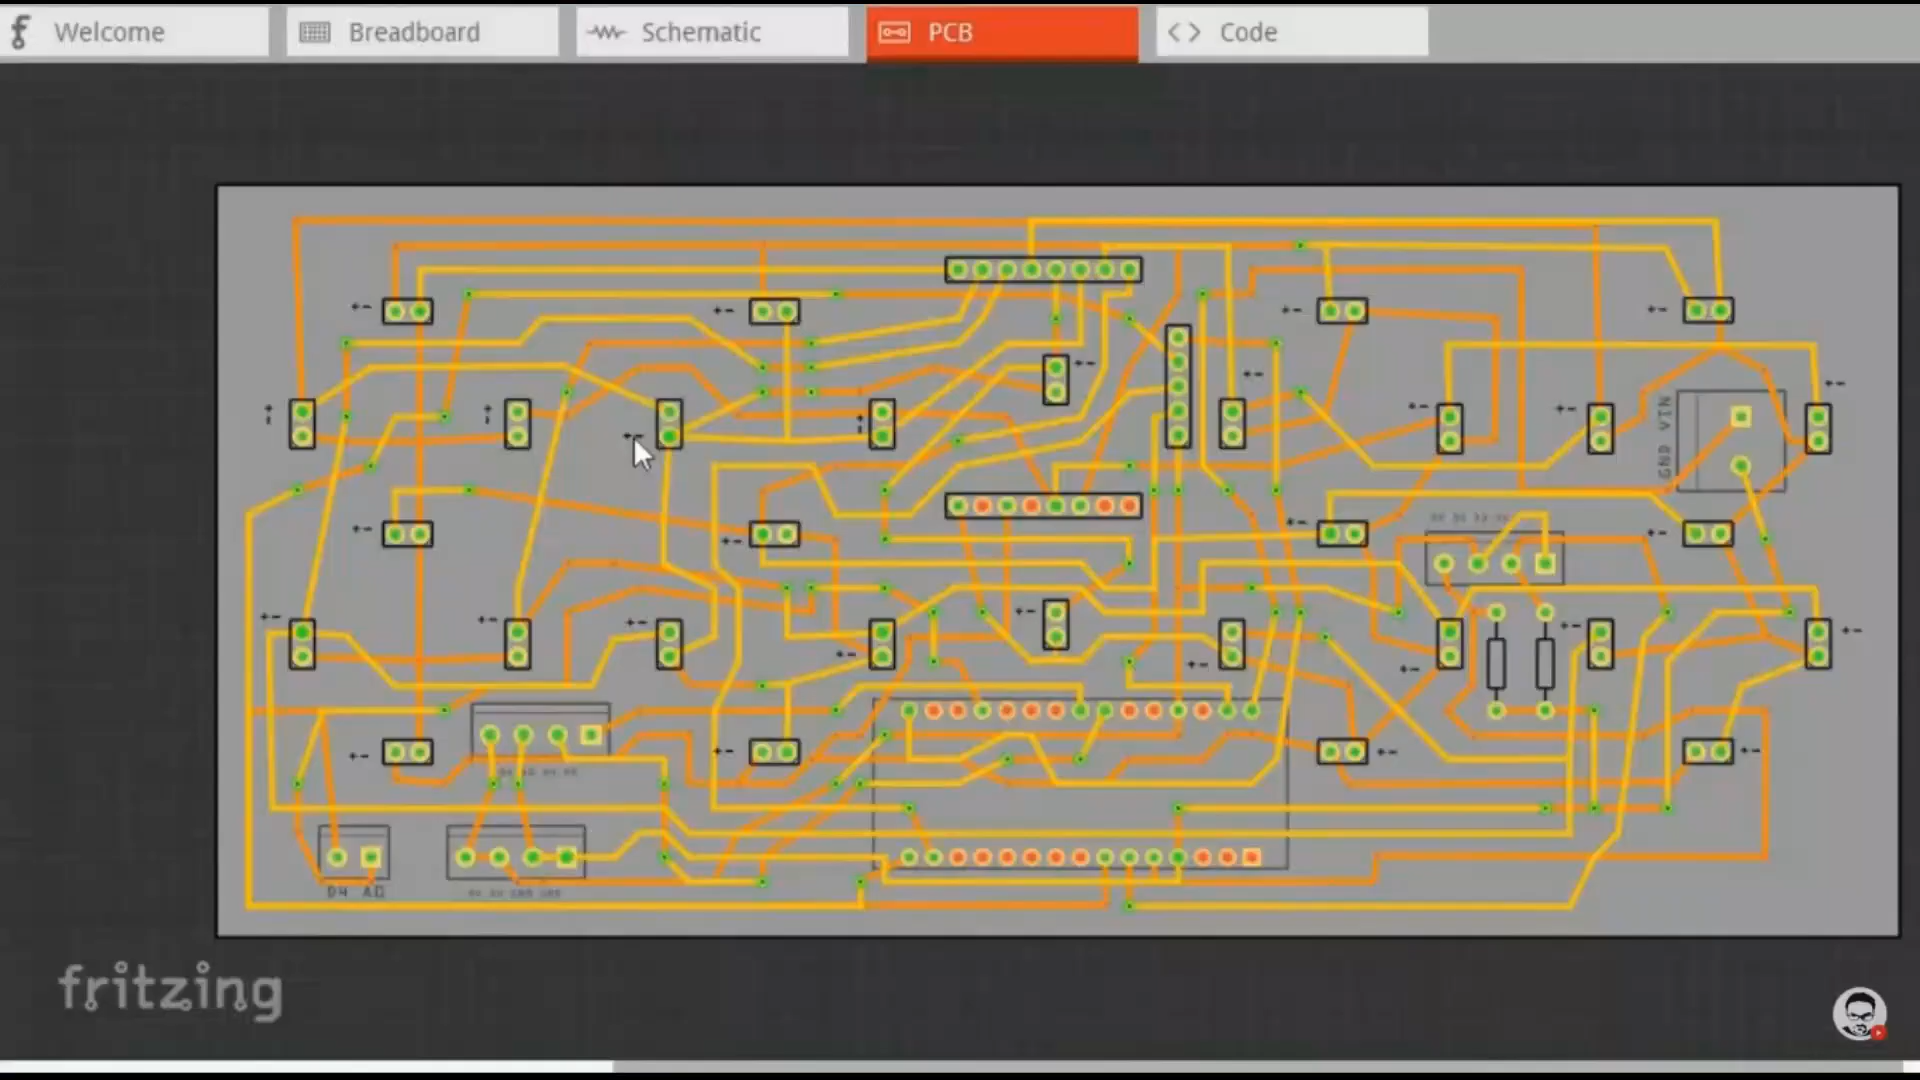 Welcome
Breadboard
Schematic
PCB
Code
GND VIN
D4 A0
fritzing